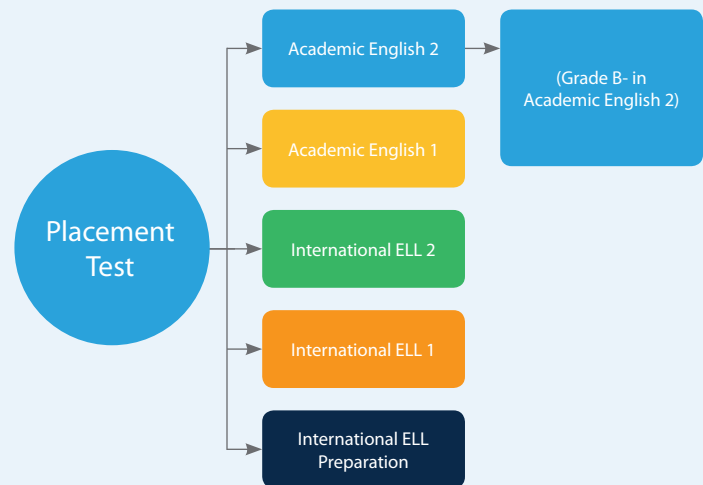 Placement
Test
Academic English 2
Academic English 1
International ELL 2
International ELL 1
International ELL
Preparation
(Grade B- in
Academic English 2)